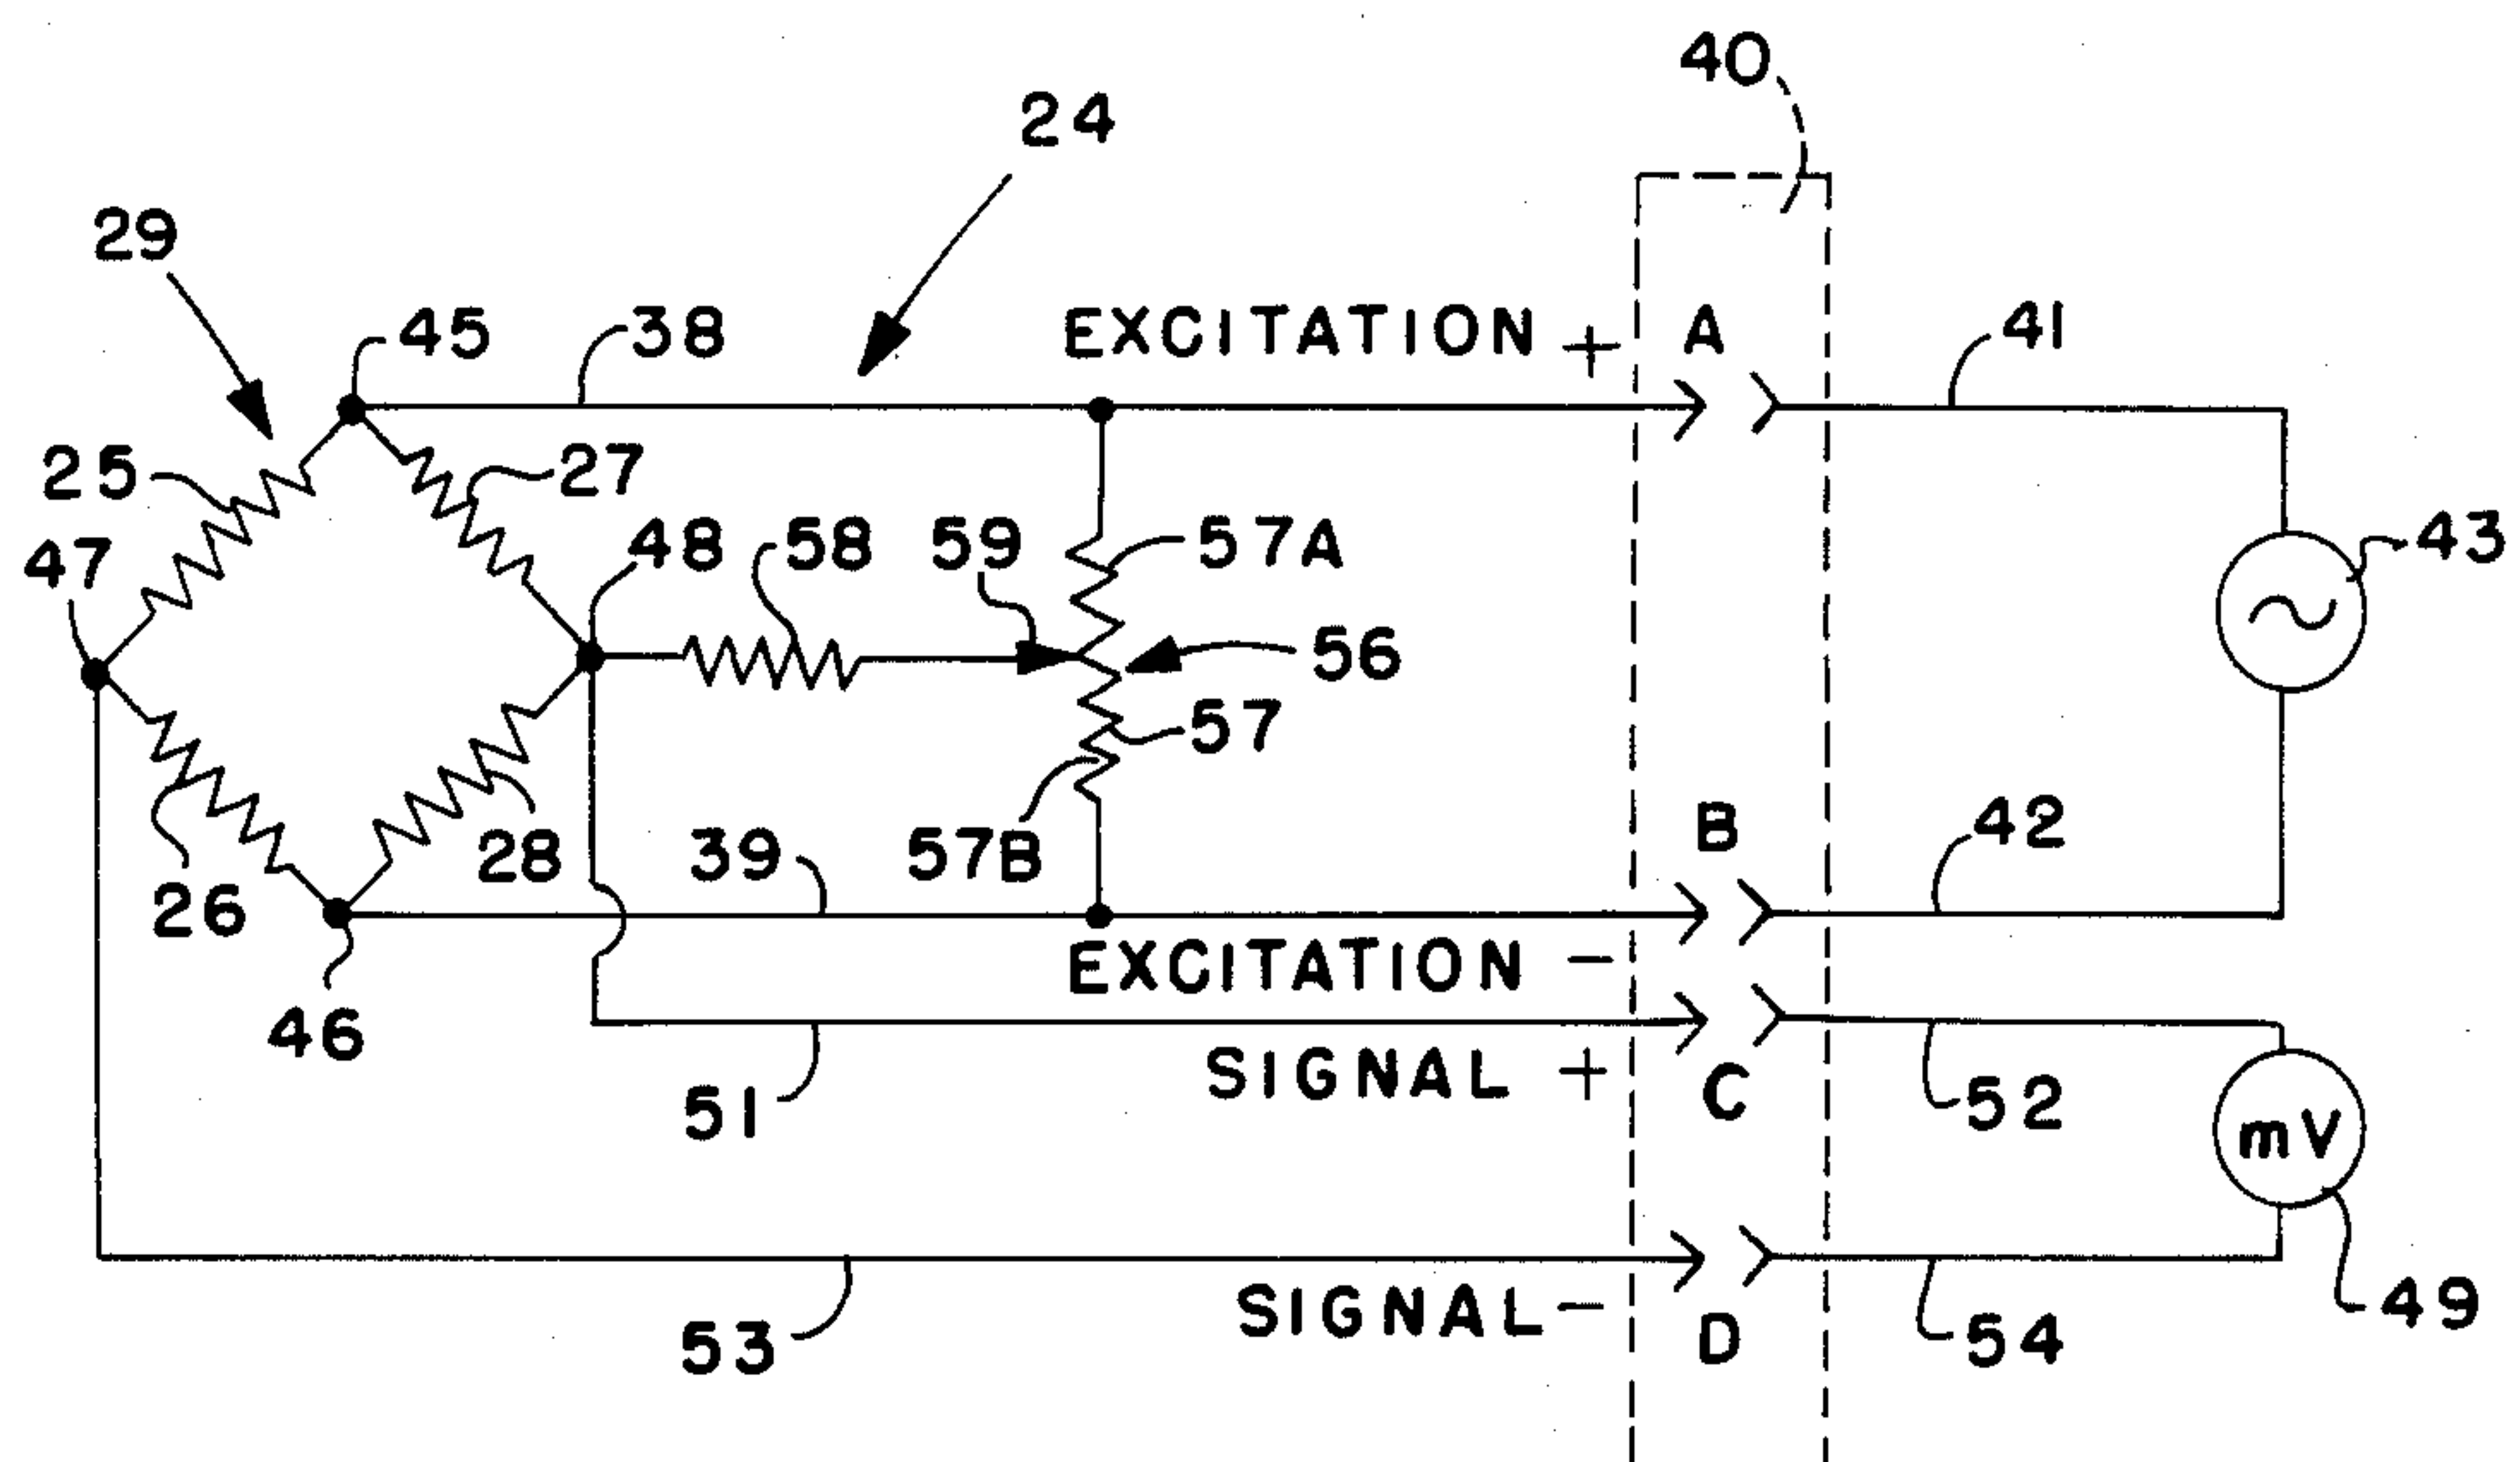 40
24
29
45
38
EXCITATION +
A
41
25
27
47
48
58
59
57A
43
56
57
B
42
28
39
57B
26
EXCITATION -
46
SIGNAL +
C
52
51
mV
SIGNAL -
D
54
49
53